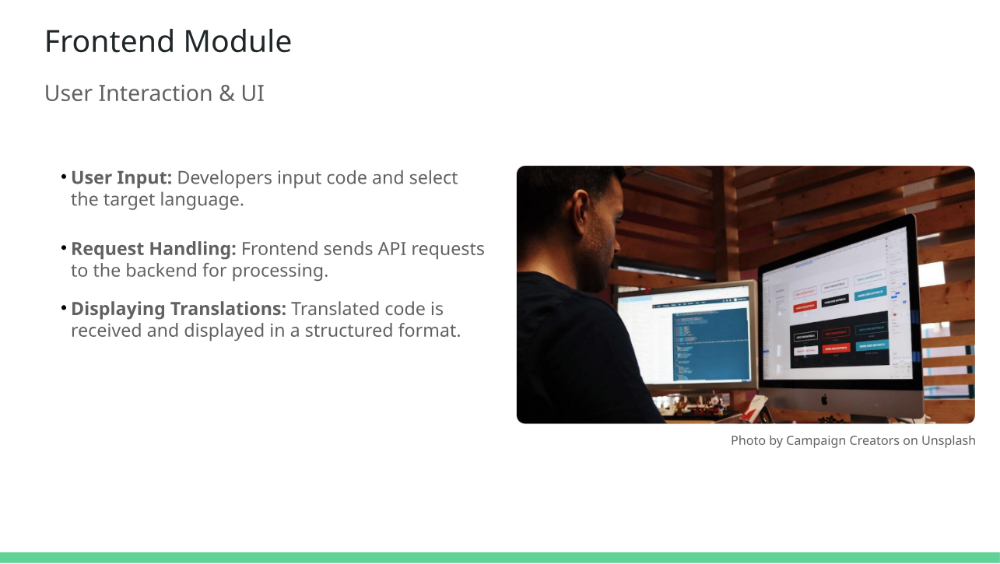 Frontend Module
User Interaction & UI
• User Input: Developers input code and select
the target language.
• Request Handling: Frontend sends API requests
to the backend for processing.
• Displaying Translations: Translated code is
received and displayed in a structured format.
Photo by Campaign Creators on Unsplash